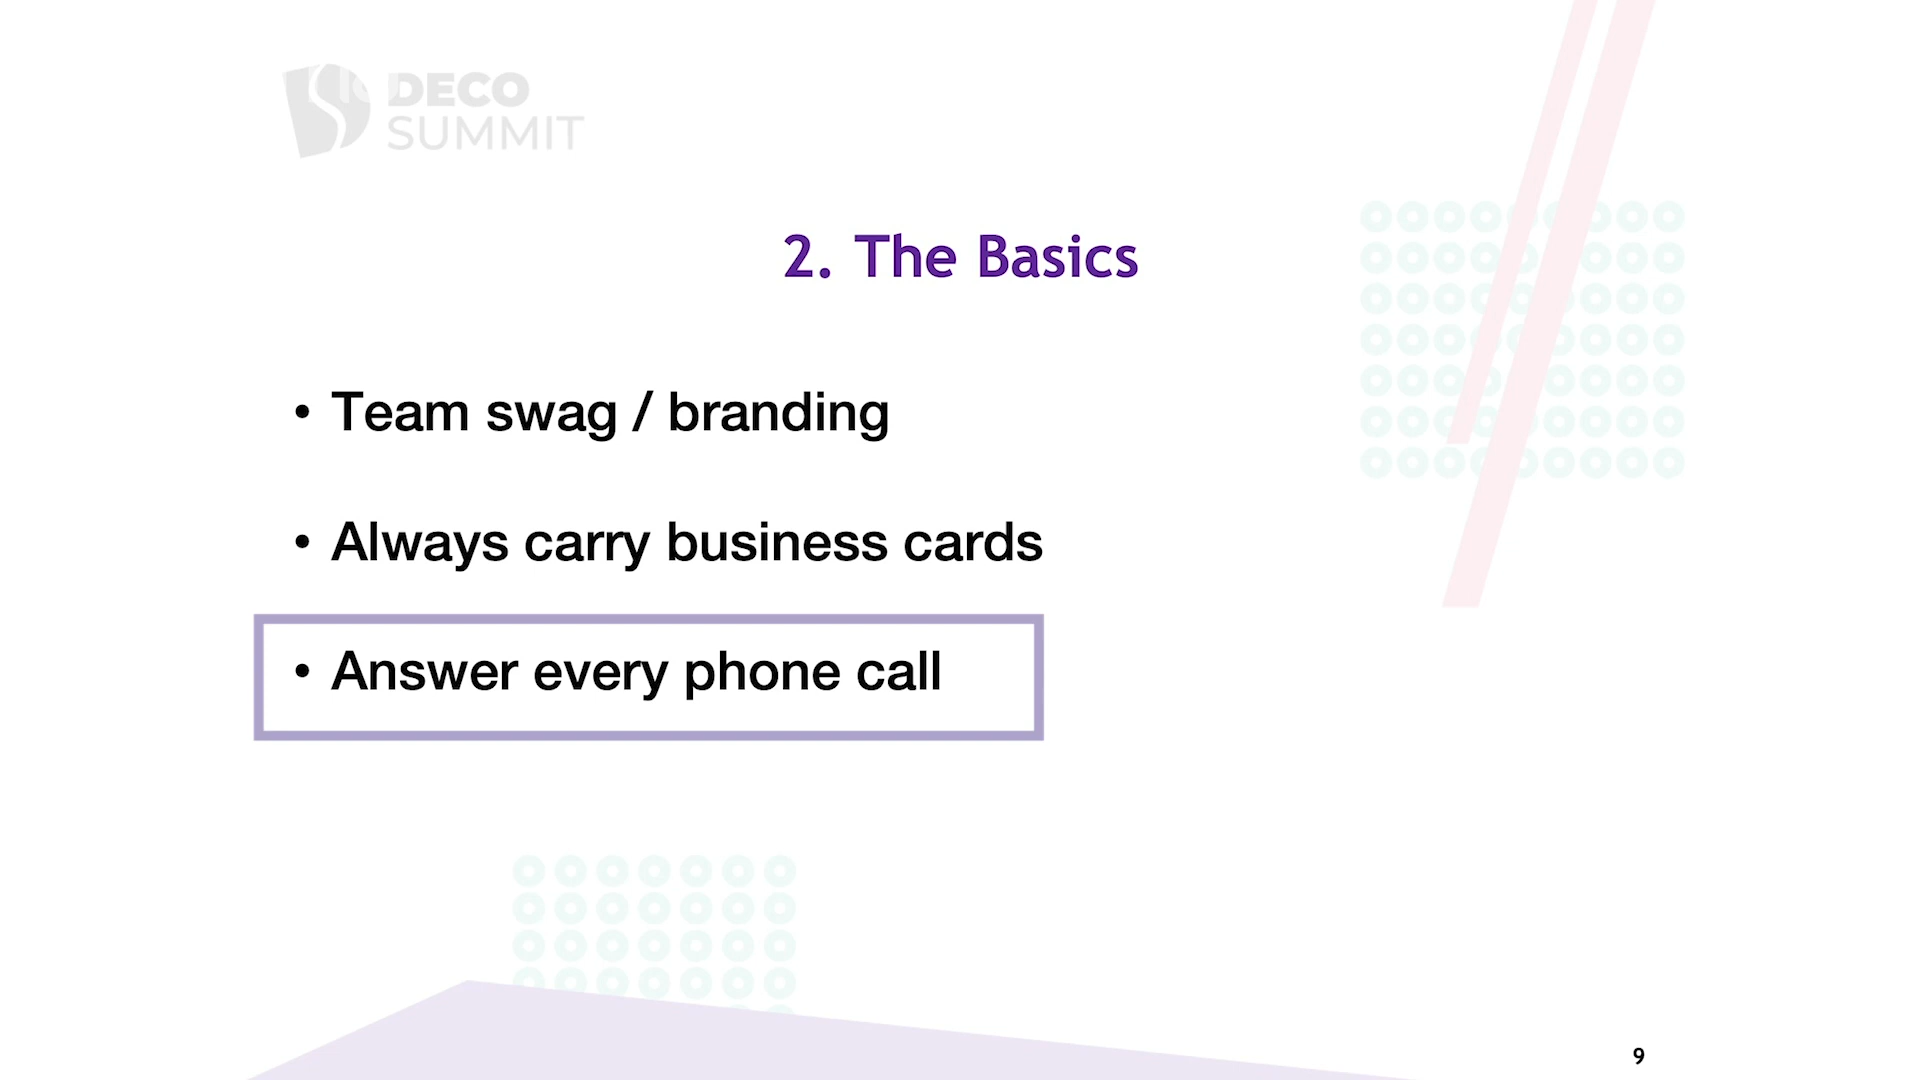 DECO
SUMMIT
2. The Basics
• Team swag / branding
• Always carry business cards
• Answer every phone call
9